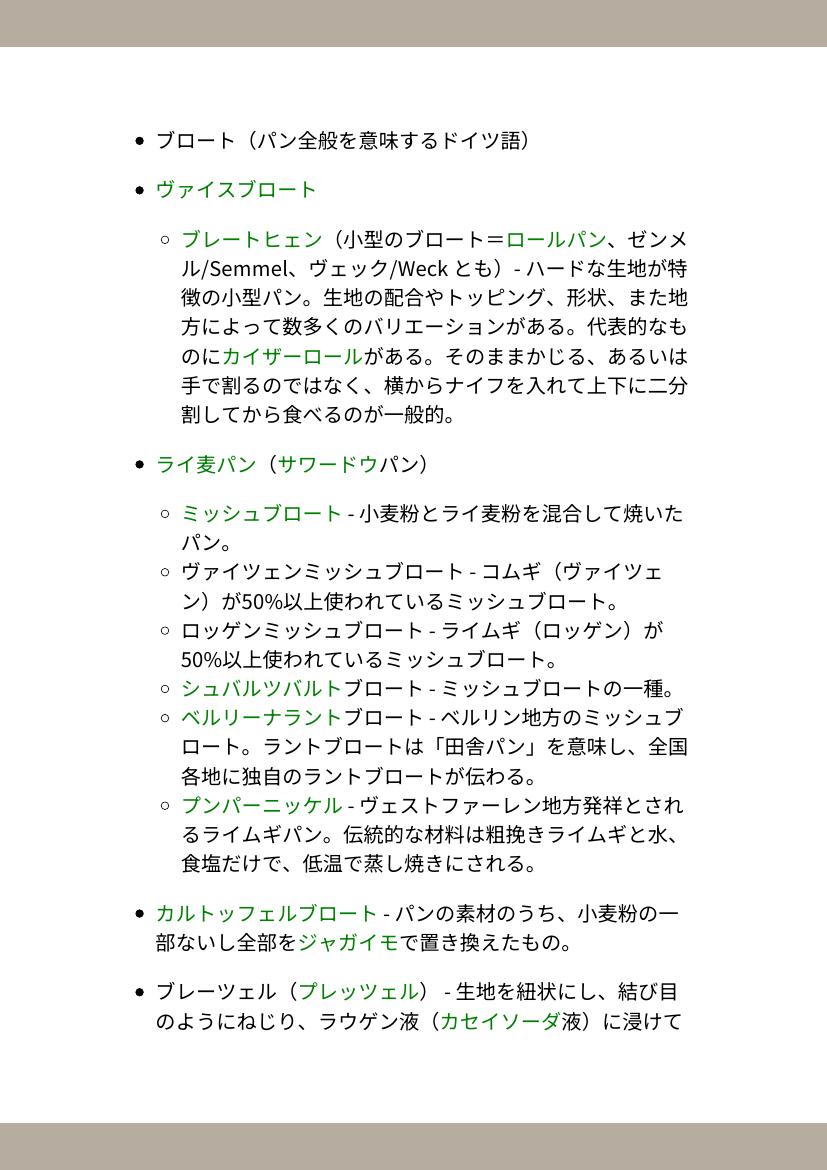 ブロート（パン全般を意味するドイツ語）
ヴァイスブロート
ブレートヒェン（小型のブロート＝ロールパン、ゼンメ
ル/Semmel、ヴェック/Weck とも）- ハードな生地が特
徴の小型パン。生地の配合やトッピング、形状、また地
方によって数多くのバリエーションがある。代表的なも
のにカイザーロールがある。そのままかじる、あるいは
手で割るのではなく、横からナイフを入れて上下に二分
割してから食べるのが一般的。
ライ麦パン（サワードウパン）
ミッシュブロート - 小麦粉とライ麦粉を混合して焼いた
パン。
ヴァイツェンミッシュブロート - コムギ（ヴァイツェ
ン）が50%以上使われているミッシュブロート。
ロッゲンミッシュブロート - ライムギ（ロッゲン）が
50%以上使われているミッシュブロート。
シュバルツバルトブロート - ミッシュブロートの一種。
ベルリーナラントブロート - ベルリン地方のミッシュブ
ロート。ラントブロートは「田舎パン」を意味し、全国
各地に独自のラントブロートが伝わる。
プンパーニッケル - ヴェストファーレン地方発祥とされ
るライムギパン。伝統的な材料は粗挽きライムギと水、
食塩だけで、低温で蒸し焼きにされる。
カルトッフェルブロート - パンの素材のうち、小麦粉の一
部ないし全部をジャガイモで置き換えたもの。
ブレーツェル（プレッツェル） - 生地を紐状にし、結び目
のようにねじり、ラウゲン液（カセイソーダ液）に浸けて